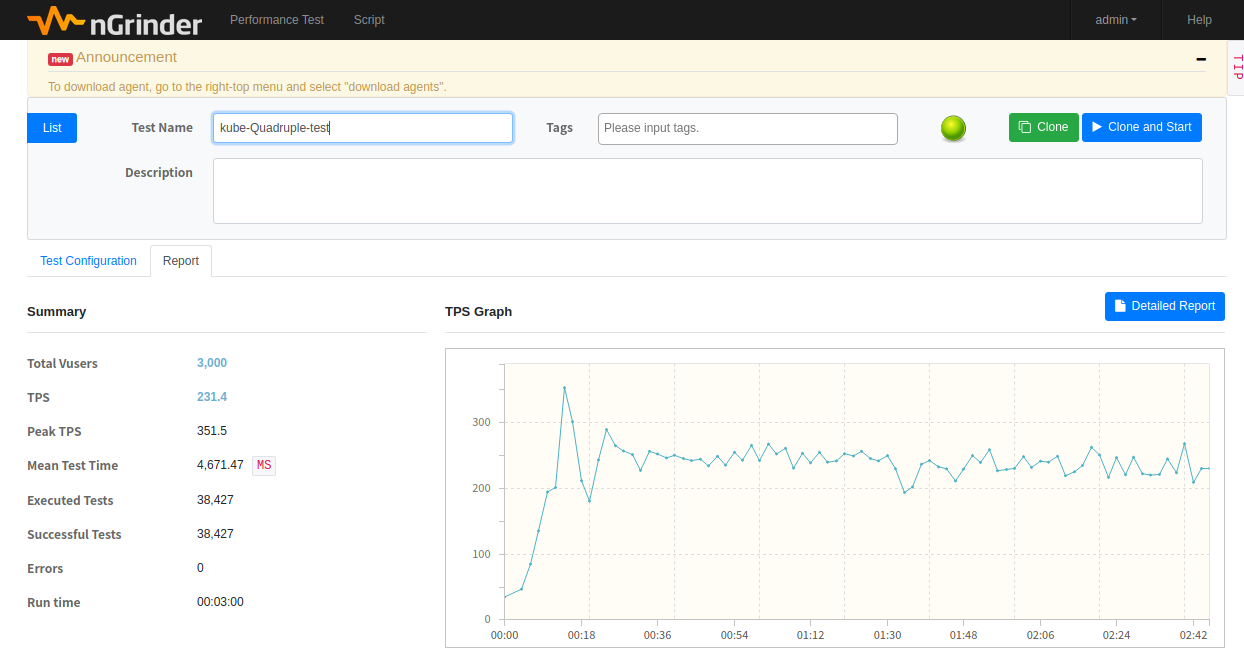 nGrinder Performance Test Script admin Help
new Announcement
To download agent, go to the right-top menu and select "download agents".
TIP
List Test Name kube-Quadruple-test Tags Please input tags. Clone Clone and Start
Description
Test Configuration Report
Summary
Total Vusers 3,000
TPS 231.4
Peak TPS 351.5
Mean Test Time 4,671.47 MS
Executed Tests 38,427
Successful Tests 38,427
Errors 0
Run time 00:03:00
TPS Graph Detailed Report
300
200
100
0
00:00 00:18 00:36 00:54 01:12 01:30 01:48 02:06 02:24 02:42